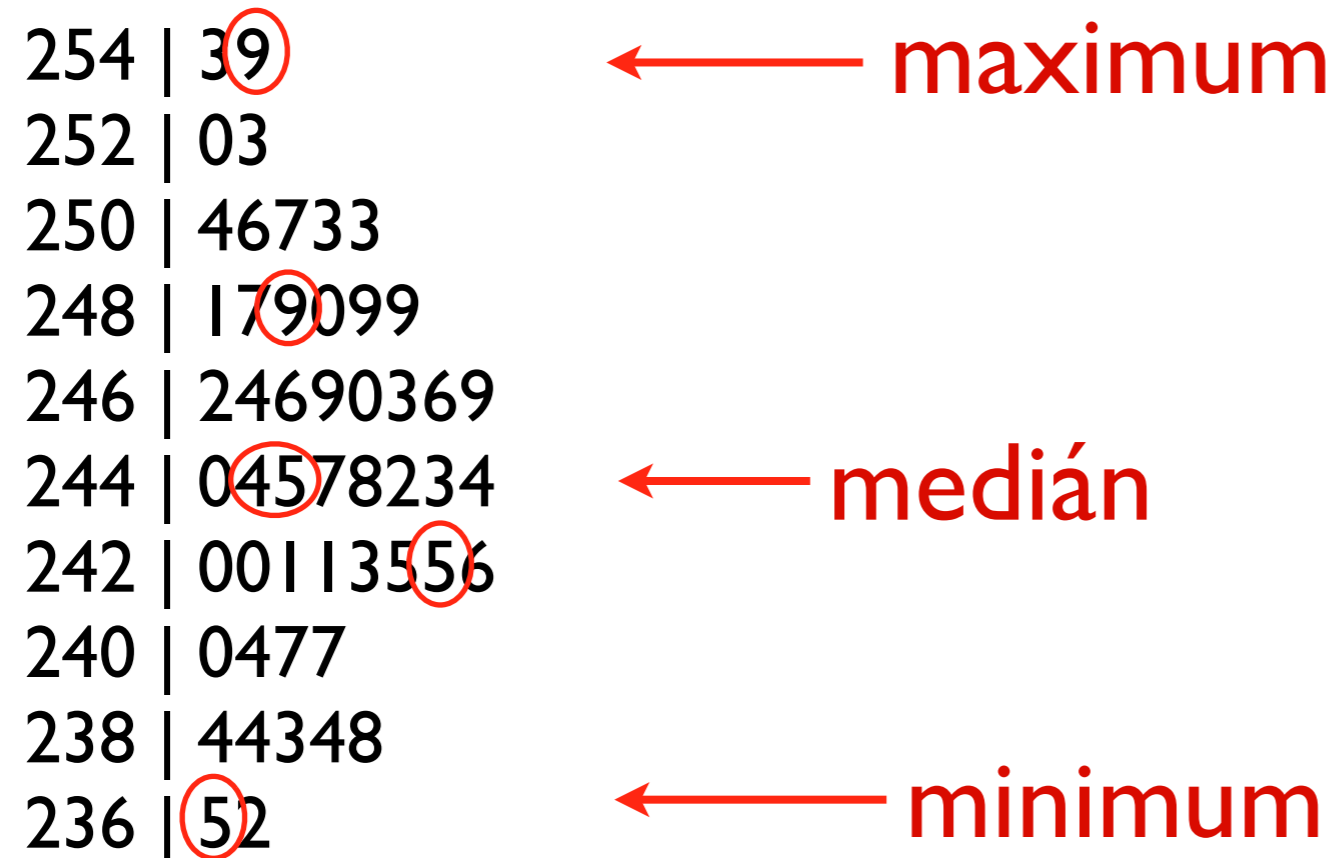 254 | 39 maximum
252 | 03
250 | 46733
248 | 179099
246 | 24690369
244 | 04578234 medián
242 | 00113556
240 | 0477
238 | 44348
236 | 52 minimum